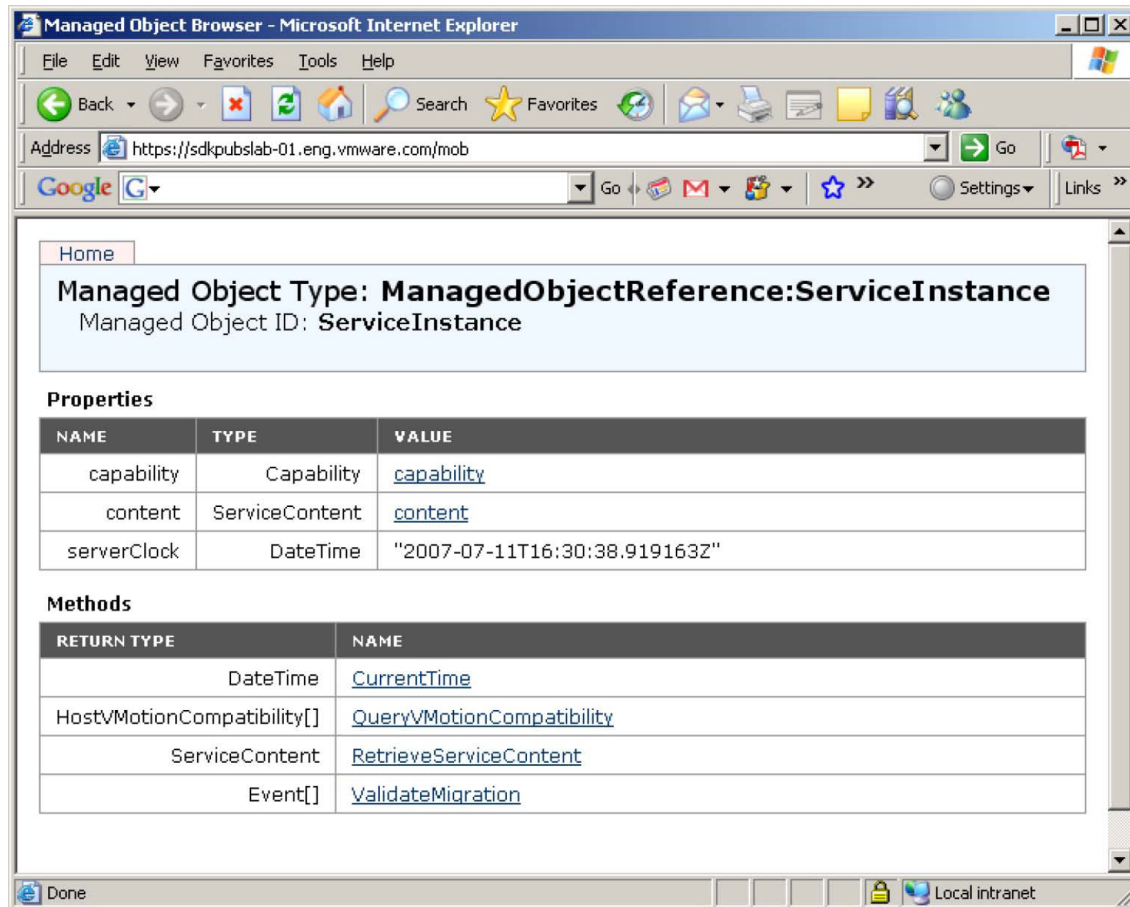 Managed Object Browser - Microsoft Internet Explorer
File Edit View Favorites Tools Help
Back Search Favorites
Address https://sdkpubslab-01.eng.vmware.com/mob Go
Google G Go Settings Links »
Home
Managed Object Type: ManagedObjectReference:ServiceInstance
Managed Object ID: ServiceInstance
Properties
NAME TYPE VALUE
capability Capability capability
content ServiceContent content
serverClock DateTime "2007-07-11T16:30:38.919163Z"
Methods
RETURN TYPE NAME
DateTime CurrentTime
HostVMotionCompatibility[] QueryVMotionCompatibility
ServiceContent RetrieveServiceContent
Event[] ValidateMigration
Done Local intranet